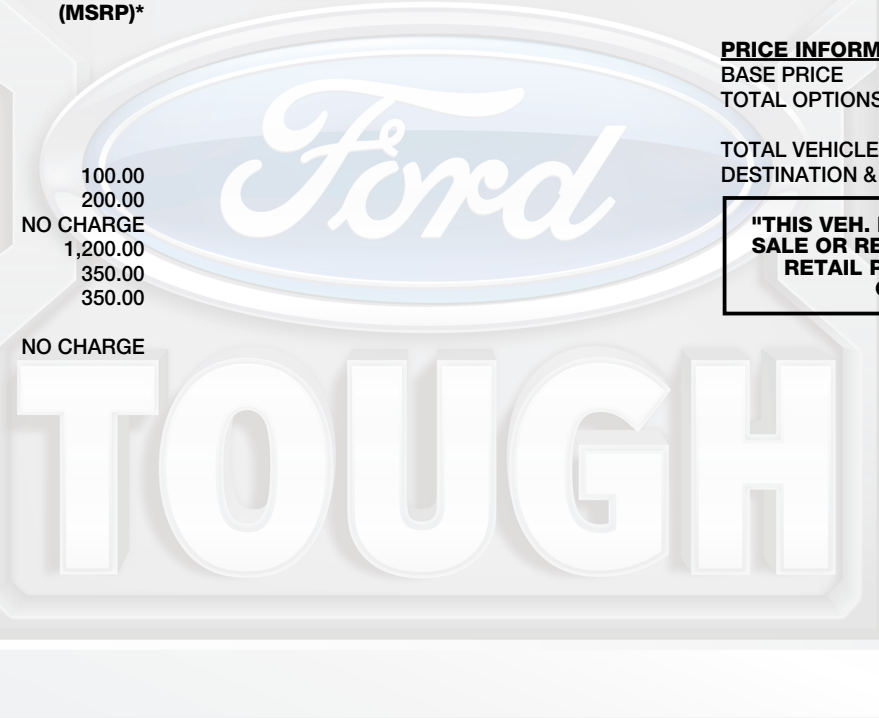 (MSRP)*
100.00
200.00
NO CHARGE
1,200.00
350.00
350.00
NO CHARGE
PRICE INFORM
BASE PRICE
TOTAL OPTIONS
TOTAL VEHICLE
DESTINATION &
"THIS VEH.
SALE OR RE
RETAIL P
Ford
TOUGH